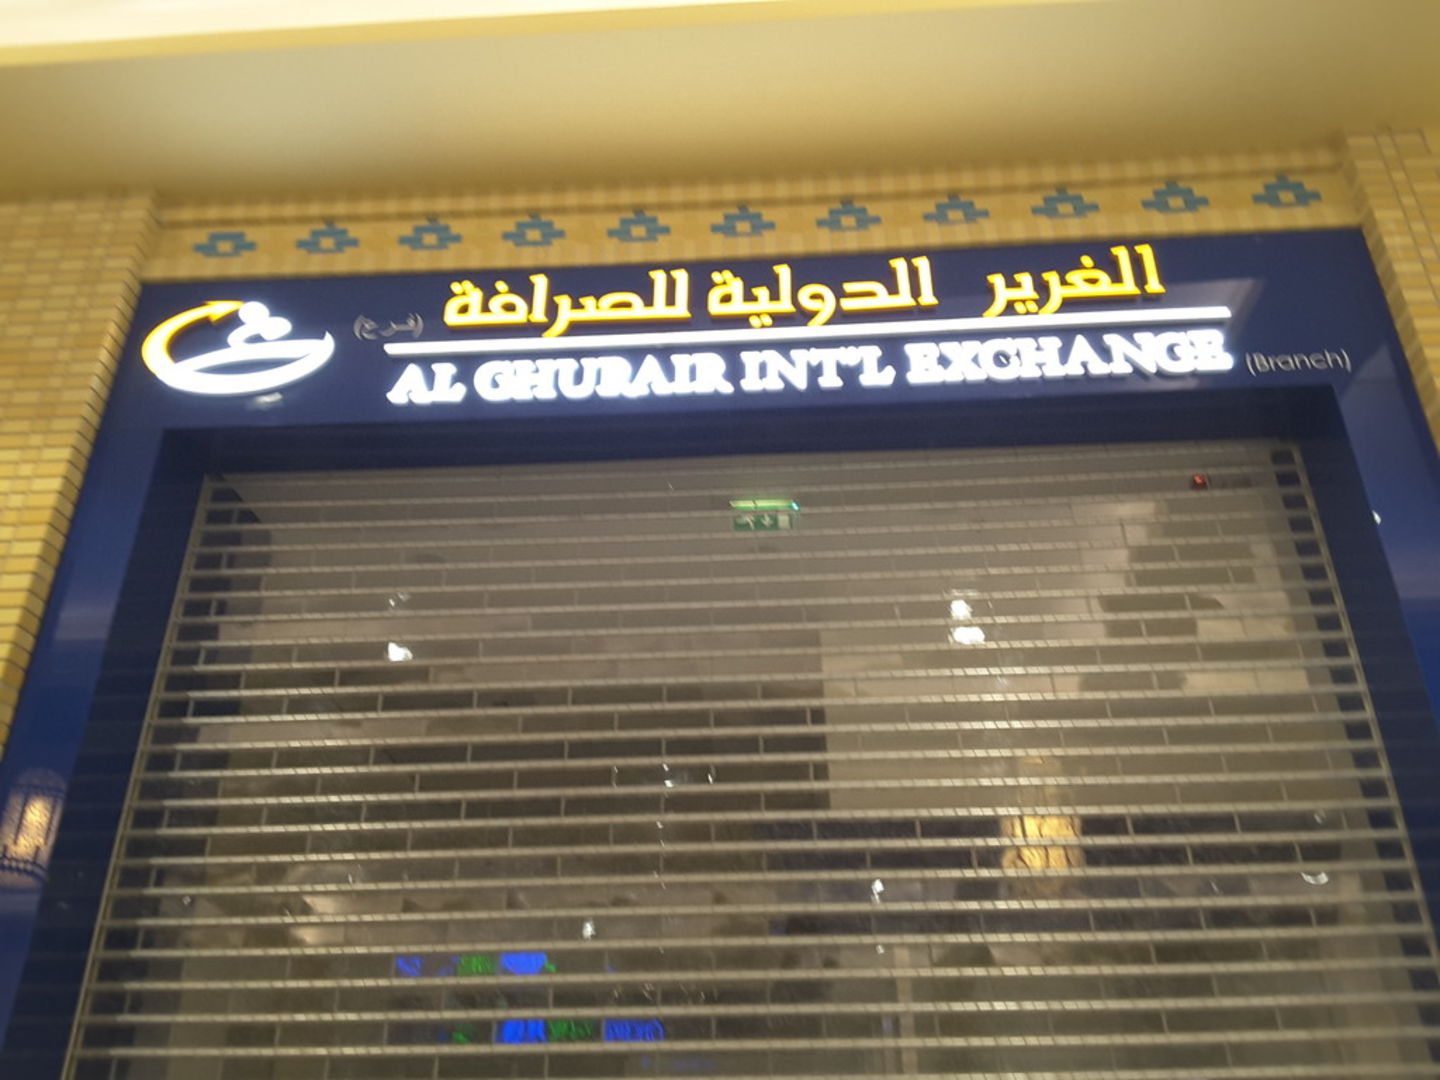 الغرير الدولية للصرافة (فرع)
AL GHURAIR INT'L EXCHANGE (Branch)